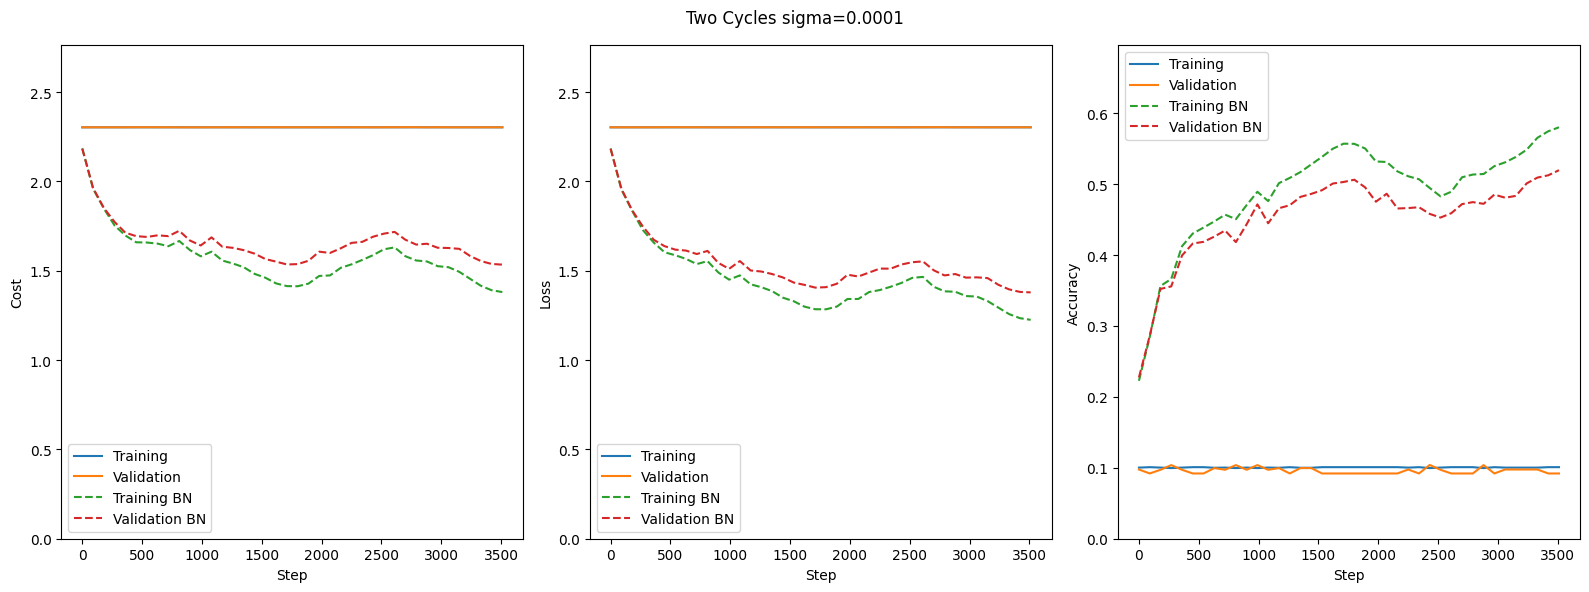 Two Cycles sigma=0.0001
Cost
2.5
2.0
1.5
1.0
0.5
0.0
Training
Validation
Training BN
Validation BN
0 500 1000 1500 2000 2500 3000 3500
Step
Loss
2.5
2.0
1.5
1.0
0.5
0.0
Training
Validation
Training BN
Validation BN
0 500 1000 1500 2000 2500 3000 3500
Step
Accuracy
Training
Validation
Training BN
Validation BN
0.6
0.5
0.4
0.3
0.2
0.1
0.0
0 500 1000 1500 2000 2500 3000 3500
Step